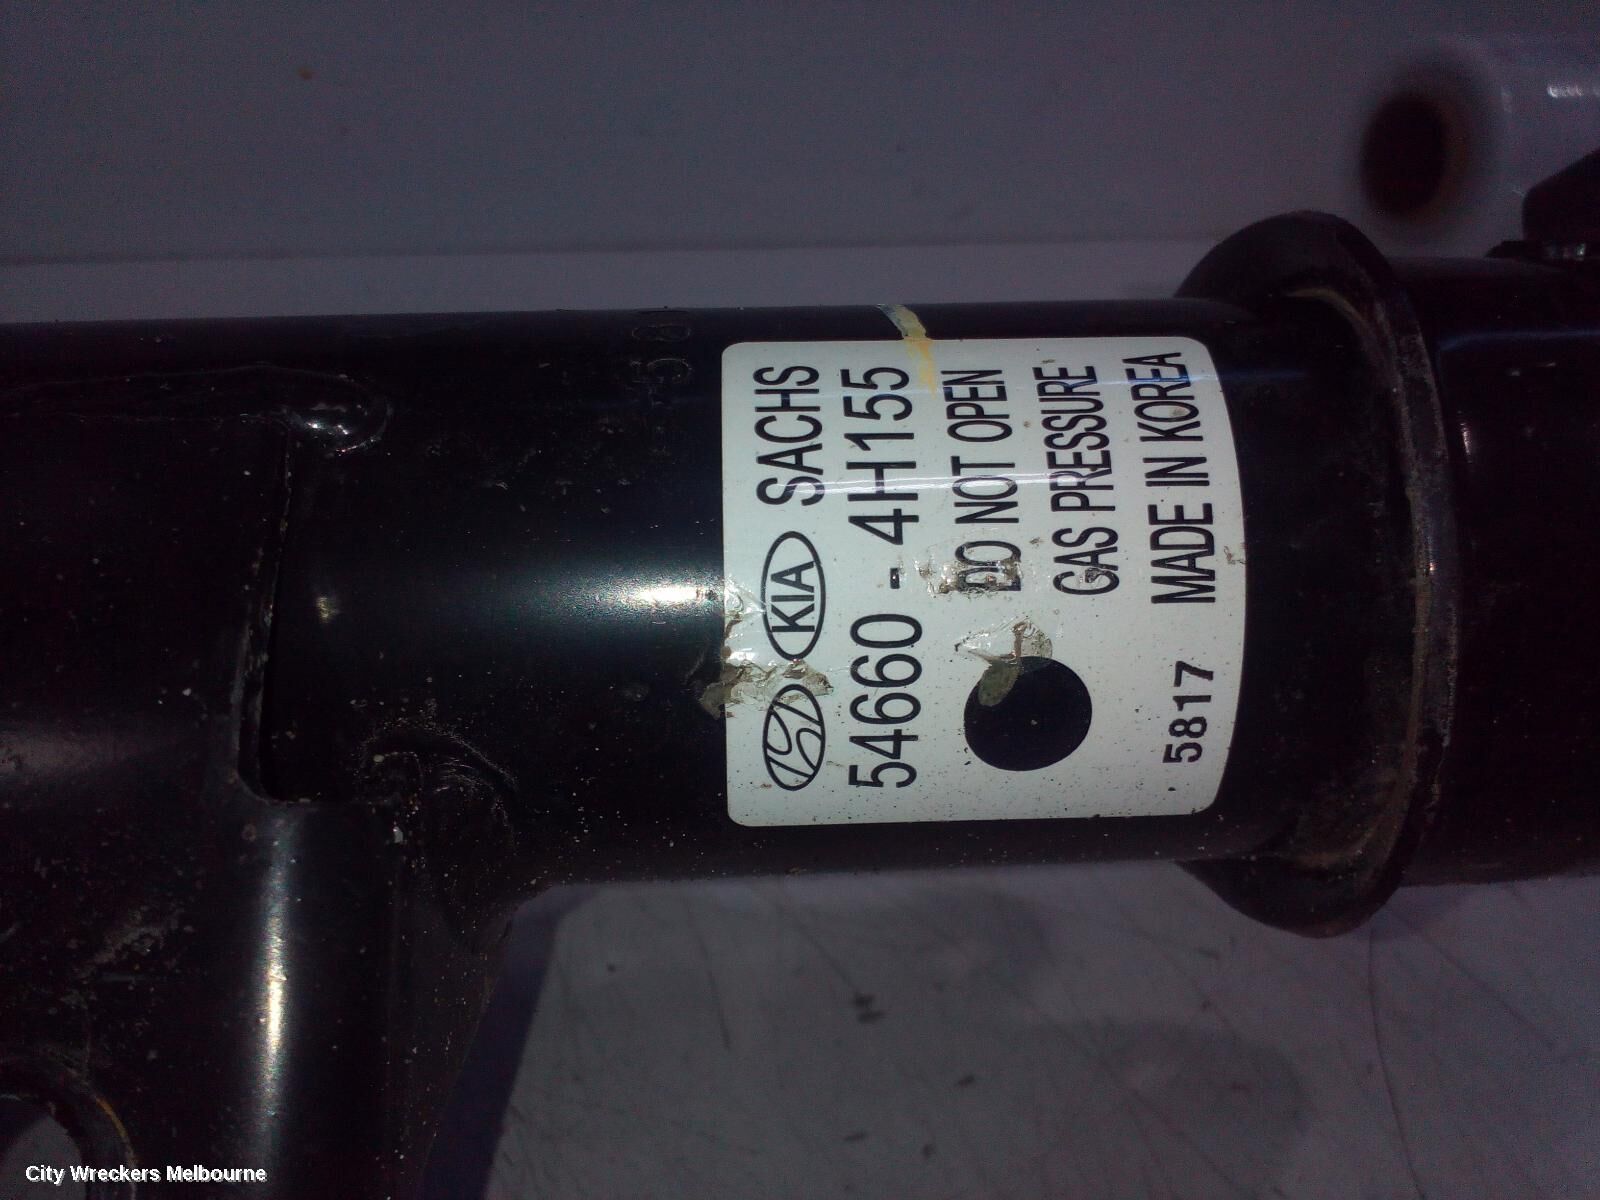 KIA SACHS
54660 - 4H155
DO NOT OPEN
GAS PRESSURE
MADE IN KOREA
5817
City Wreckers Melbourne